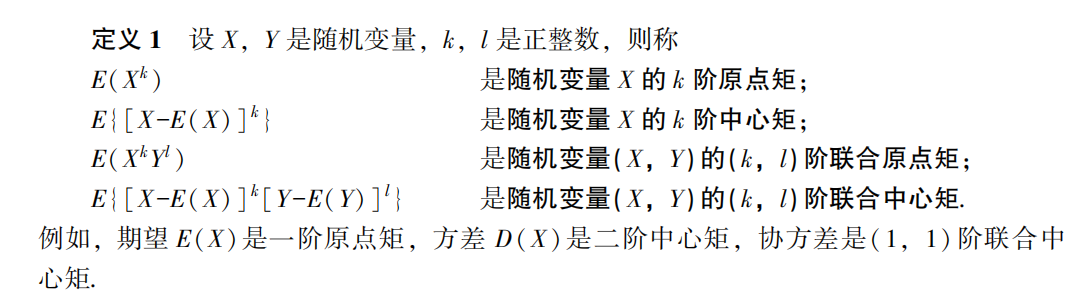 定义1 设 X, Y 是随机变量, k, l 是正整数, 则称
E(X^k) 是随机变量 X 的 k 阶原点矩;
E{[X-E(X)]^k} 是随机变量 X 的 k 阶中心矩;
E(X^kY^l) 是随机变量(X, Y)的(k, l)阶联合原点矩;
E{[X-E(X)]^k[Y-E(Y)]^l} 是随机变量(X, Y)的(k, l)阶联合中心矩.
例如, 期望 E(X)是一阶原点矩, 方差 D(X)是二阶中心矩, 协方差是(1, 1)阶联合中
心矩.